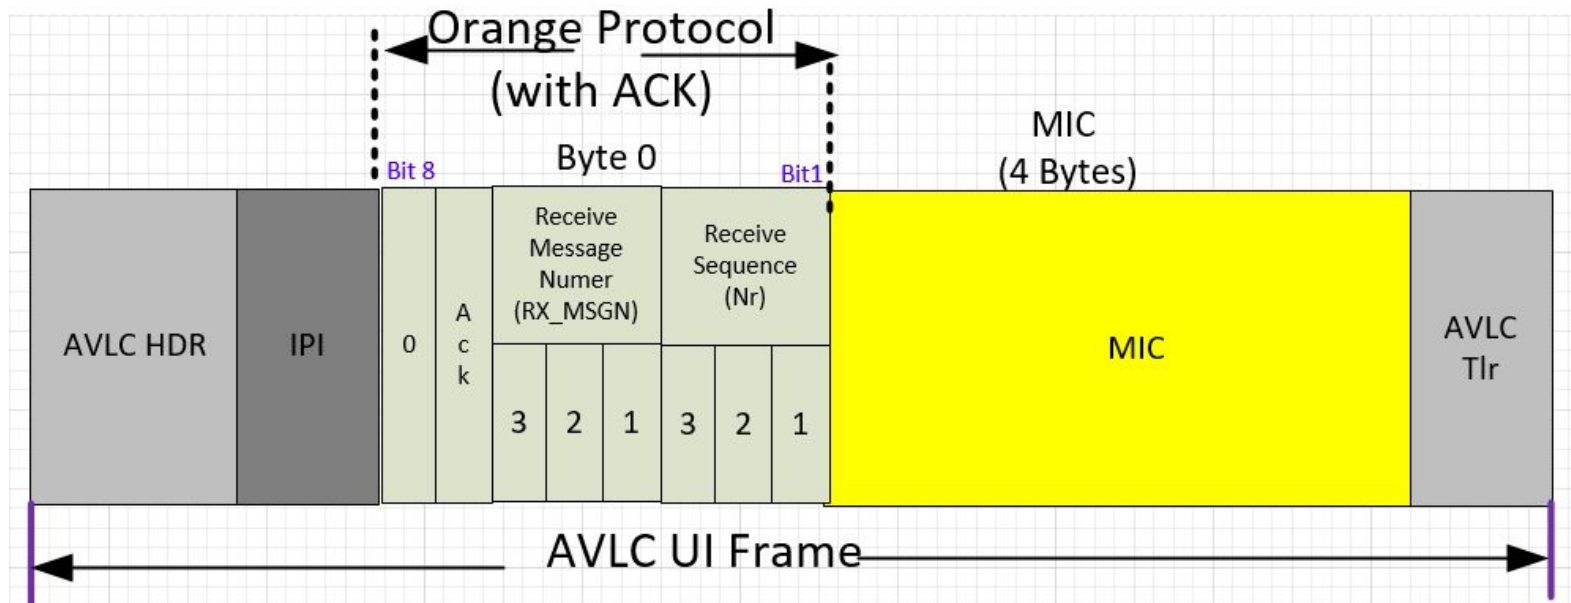 Orange Protocol
(with ACK)
MIC
(4 Bytes)
Bit 8
Byte 0
Bit1
AVLC HDR
IPI
0
A
c
k
Receive
Message
Numer
(RX_MSGN)
3 2 1
Receive
Sequence
(Nr)
3 2 1
MIC
AVLC
Tlr
AVLC UI Frame